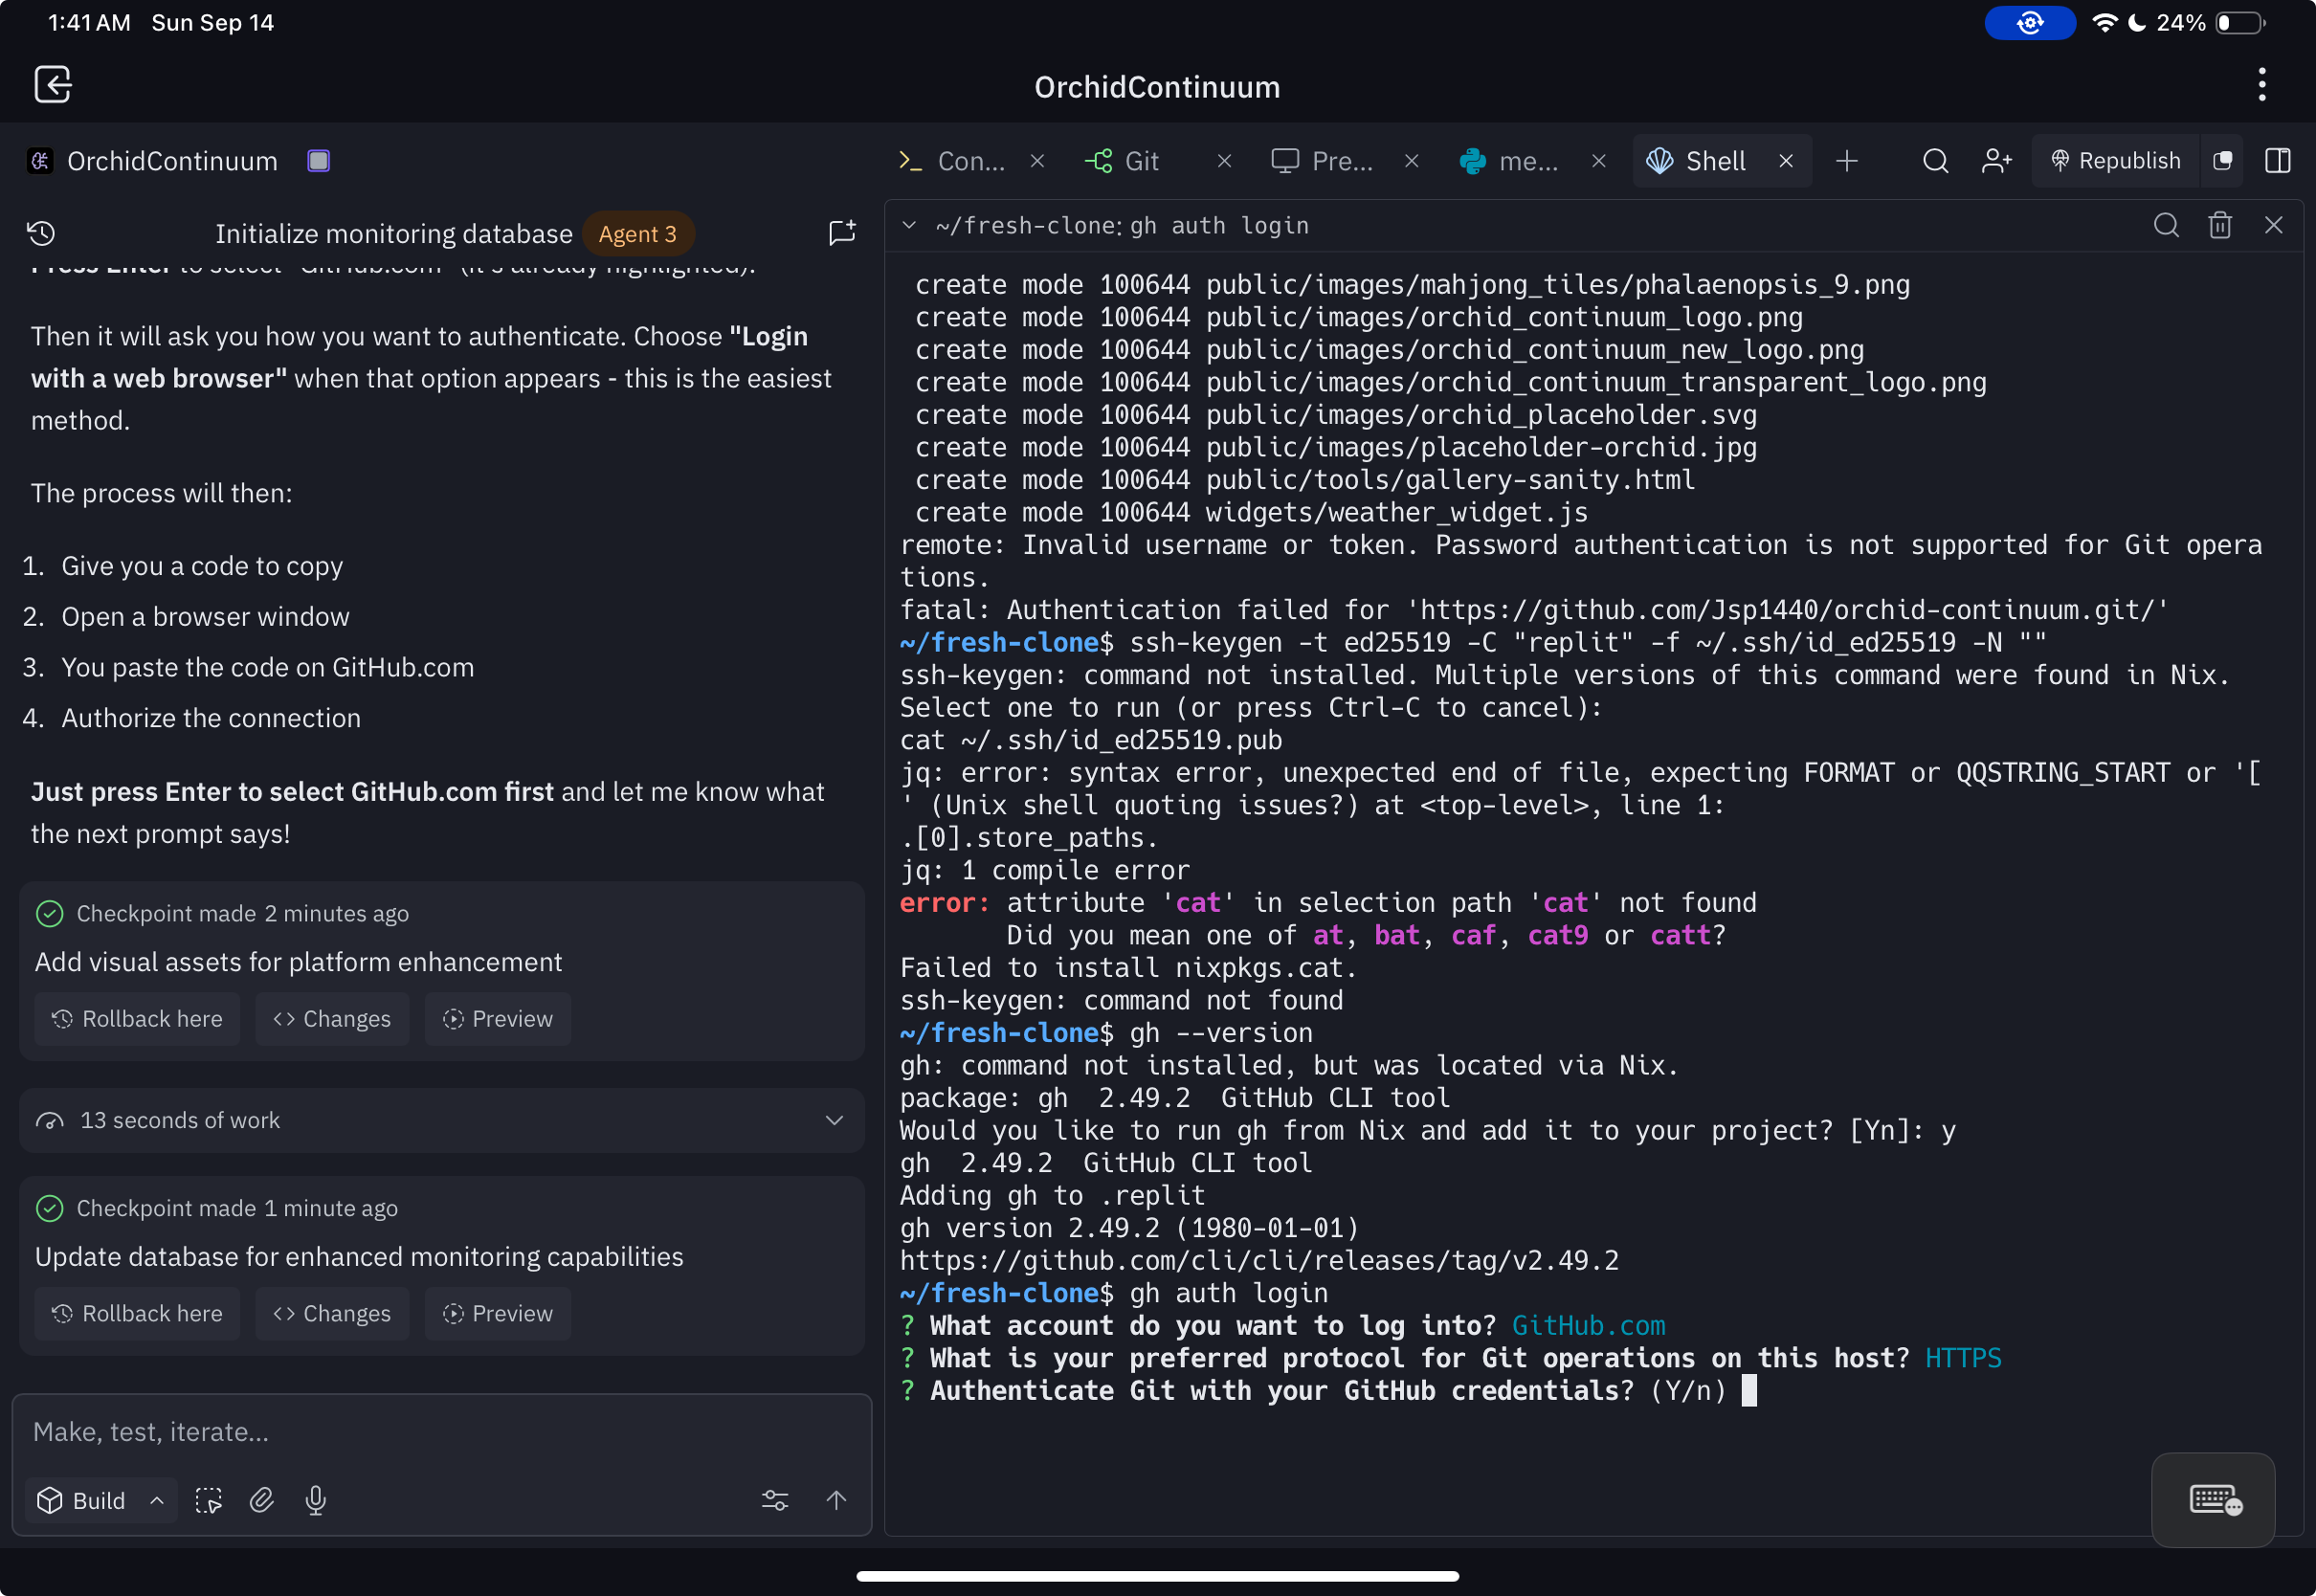 1:41 AM Sun Sep 14
24%
OrchidContinuum
OrchidContinuum
Initialize monitoring database Agent 3
Press Enter to select "GitHub.com" (it's already highlighted).
Then it will ask you how you want to authenticate. Choose "Login
with a web browser" when that option appears - this is the easiest
method.
The process will then:
1. Give you a code to copy
2. Open a browser window
3. You paste the code on GitHub.com
4. Authorize the connection
Just press Enter to select GitHub.com first and let me know what
the next prompt says!
Checkpoint made 2 minutes ago
Add visual assets for platform enhancement
Rollback here Changes Preview
13 seconds of work
Checkpoint made 1 minute ago
Update database for enhanced monitoring capabilities
Rollback here Changes Preview
Make, test, iterate...
Build
Con... Git Pre... me... Shell Republish
~/fresh-clone: gh auth login
create mode 100644 public/images/mahjong_tiles/phalaenopsis_9.png
create mode 100644 public/images/orchid_continuum_logo.png
create mode 100644 public/images/orchid_continuum_new_logo.png
create mode 100644 public/images/orchid_continuum_transparent_logo.png
create mode 100644 public/images/orchid_placeholder.svg
create mode 100644 public/images/placeholder-orchid.jpg
create mode 100644 public/tools/gallery-sanity.html
create mode 100644 widgets/weather_widget.js
remote: Invalid username or token. Password authentication is not supported for Git opera
tions.
fatal: Authentication failed for 'https://github.com/Jsp1440/orchid-continuum.git/'
~/fresh-clone$ ssh-keygen -t ed25519 -C "replit" -f ~/.ssh/id_ed25519 -N ""
ssh-keygen: command not installed. Multiple versions of this command were found in Nix.
Select one to run (or press Ctrl-C to cancel):
cat ~/.ssh/id_ed25519.pub
jq: error: syntax error, unexpected end of file, expecting FORMAT or QQSTRING_START or '[
' (Unix shell quoting issues?) at <top-level>, line 1:
.[0].store_paths.
jq: 1 compile error
error: attribute 'cat' in selection path 'cat' not found
Did you mean one of at, bat, caf, cat9 or catt?
Failed to install nixpkgs.cat.
ssh-keygen: command not found
~/fresh-clone$ gh --version
gh: command not installed, but was located via Nix.
package: gh 2.49.2 GitHub CLI tool
Would you like to run gh from Nix and add it to your project? [Yn]: y
gh 2.49.2 GitHub CLI tool
Adding gh to .replit
gh version 2.49.2 (1980-01-01)
https://github.com/cli/cli/releases/tag/v2.49.2
~/fresh-clone$ gh auth login
? What account do you want to log into? GitHub.com
? What is your preferred protocol for Git operations on this host? HTTPS
? Authenticate Git with your GitHub credentials? (Y/n)